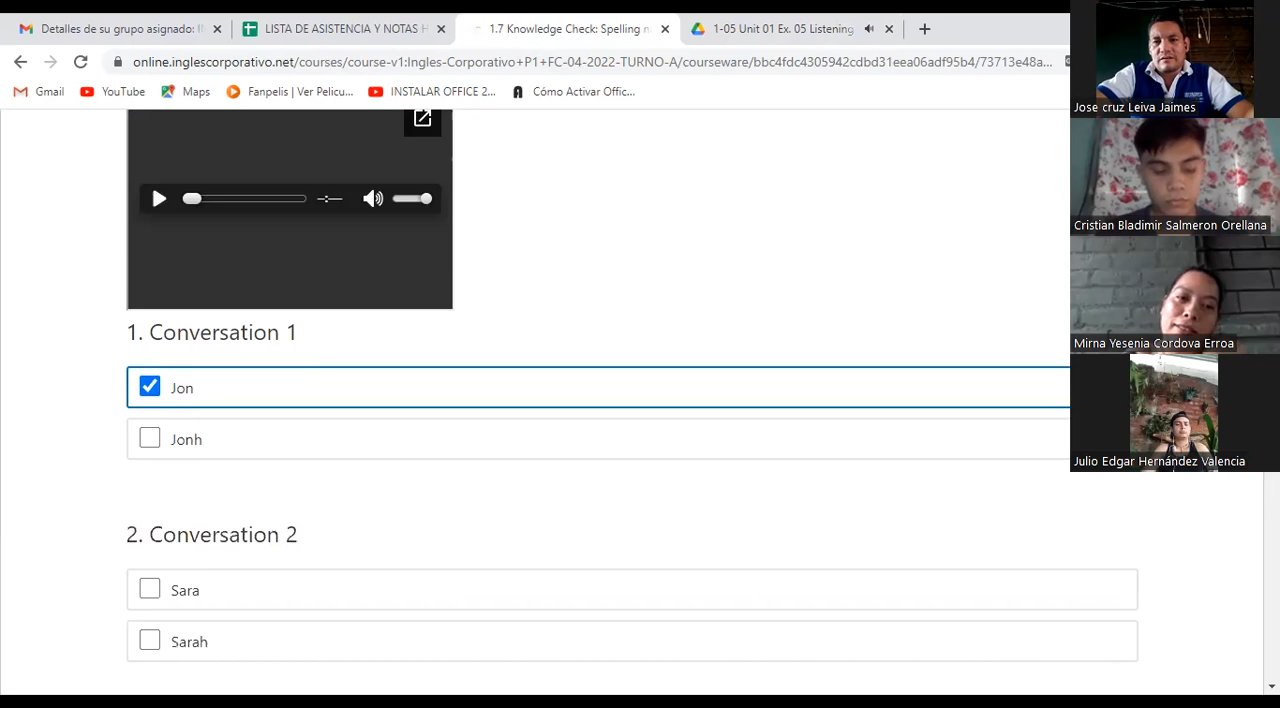 Detalles de su grupo asignado: I
LISTA DE ASISTENCIA Y NOTAS H
1.7 Knowledge Check: Spelling n
1-05 Unit 01 Ex. 05 Listening
online.inglescorporativo.net/courses/course-v1:Ingles-Corporativo+P1+FC-04-2022-TURNO-A/courseware/bbc4fdc4305942cdbd31eea06adf95b4/73713e48a...
Gmail
YouTube
Maps
Fanpelis | Ver Pelicu...
INSTALAR OFFICE 2...
Cómo Activar Offic...
Jose cruz Leiva Jaimes
Cristian Bladimir Salmeron Orellana
Mirna Yesenia Cordova Erroa
Julio Edgar Hernández Valencia
1. Conversation 1
Jon
Jonh
2. Conversation 2
Sara
Sarah